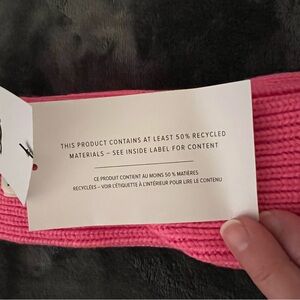 THIS PRODUCT CONTAINS AT LEAST 50% RECYCLED
MATERIALS – SEE INSIDE LABEL FOR CONTENT
CE PRODUIT CONTIENT AU MOINS 50 % MATIÈRES
RECYCLÉES – VOIR L'ÉTIQUETTE À L'INTÉRIEUR POUR LIRE LE CONTENU